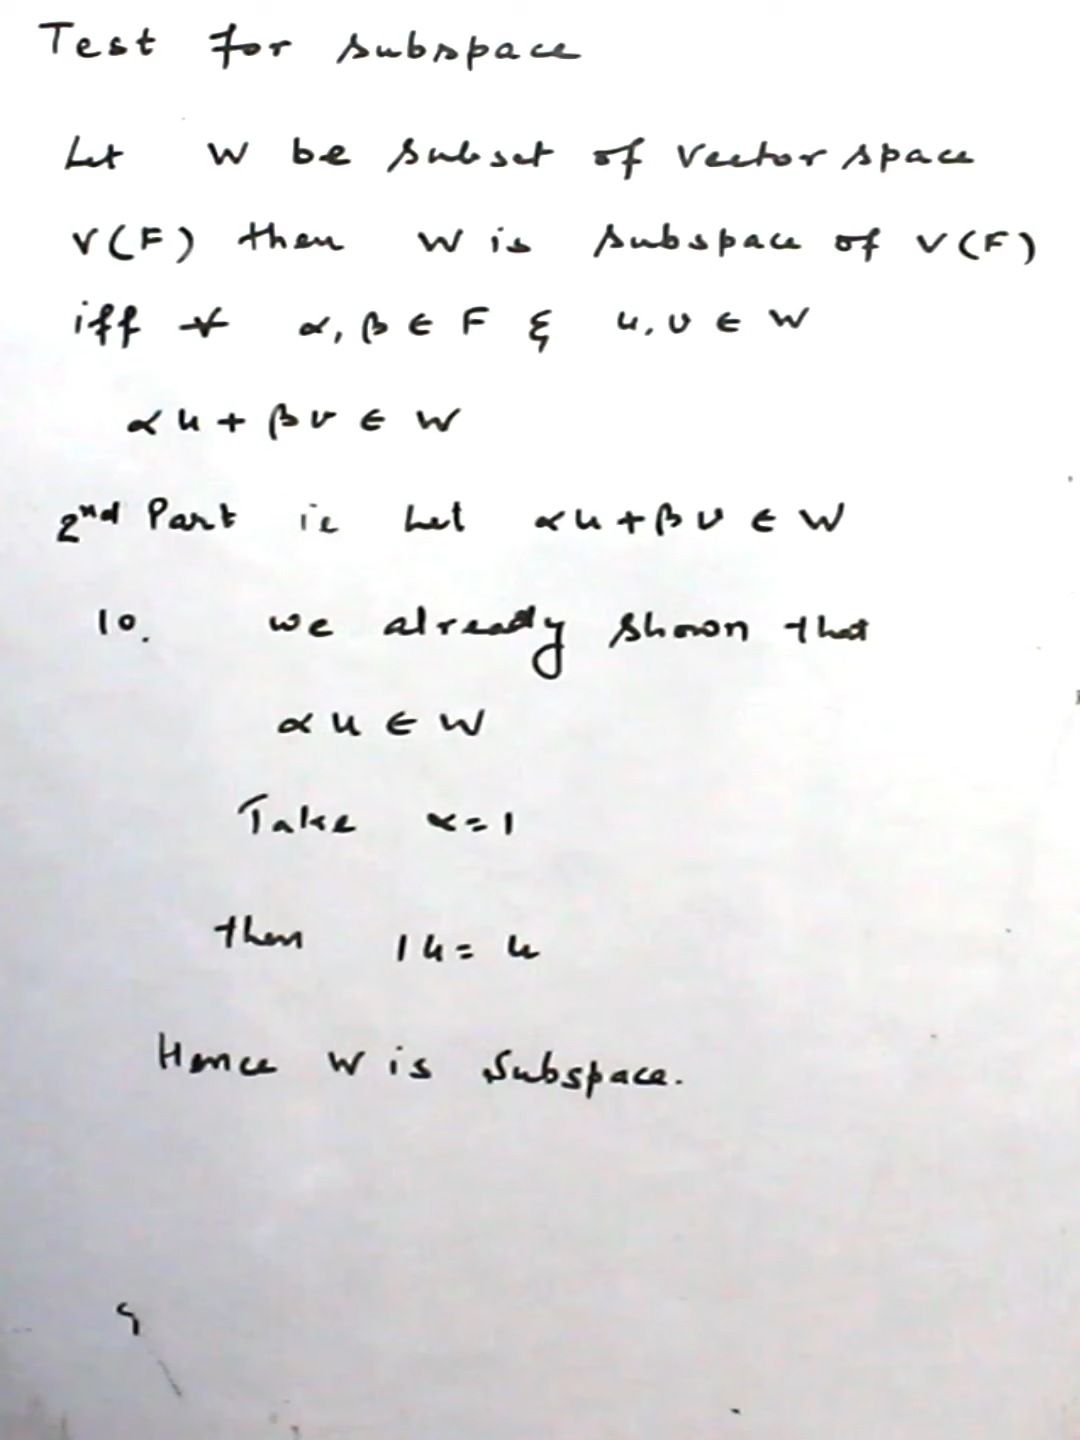 Test for subspace
Let W be subset of vector space
V(F) then W is subspace of V(F)
iff ∀ α, β ∈ F & u, v ∈ W
αu + βv ∈ W
2nd Part ie Let αu + βv ∈ W
10. we already shown that
αu ∈ W
Take α = 1
then 1u = u
Hence W is subspace.